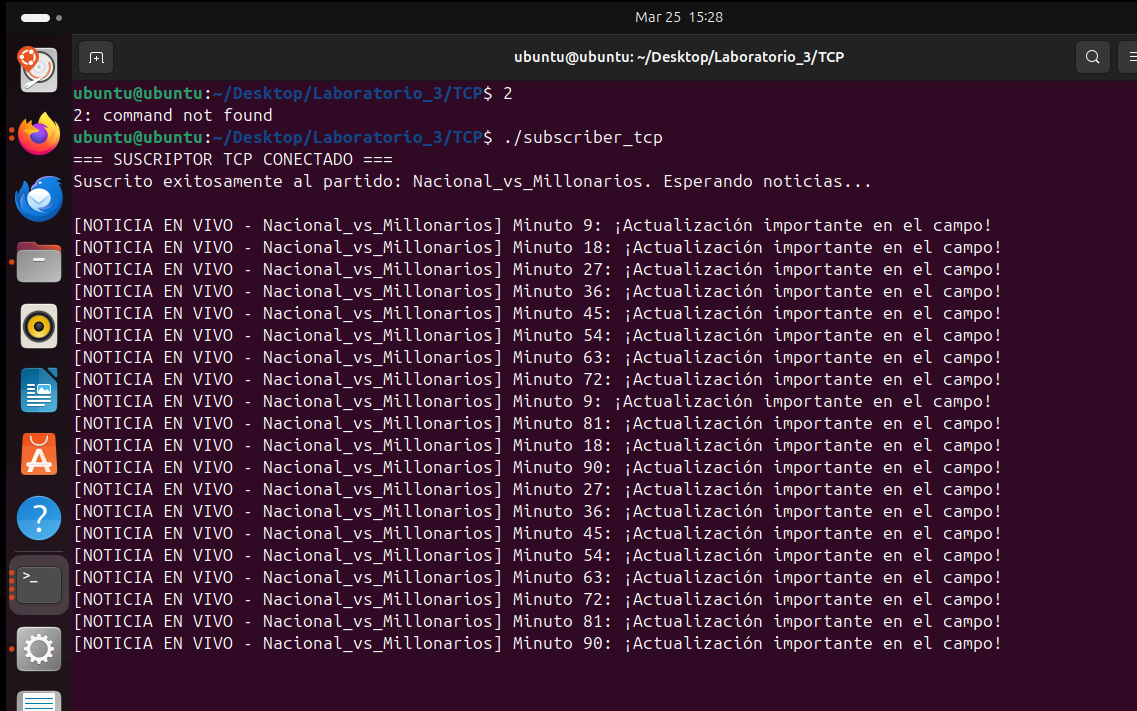 Mar 25 15:28
ubuntu@ubuntu: ~/Desktop/Laboratorio_3/TCP
ubuntu@ubuntu:~/Desktop/Laboratorio_3/TCP$ 2
2: command not found
ubuntu@ubuntu:~/Desktop/Laboratorio_3/TCP$ ./subscriber_tcp
=== SUSCRIPTOR TCP CONECTADO ===
Suscrito exitosamente al partido: Nacional_vs_Millonarios. Esperando noticias...
[NOTICIA EN VIVO - Nacional_vs_Millonarios] Minuto 9: ¡Actualización importante en el campo!
[NOTICIA EN VIVO - Nacional_vs_Millonarios] Minuto 18: ¡Actualización importante en el campo!
[NOTICIA EN VIVO - Nacional_vs_Millonarios] Minuto 27: ¡Actualización importante en el campo!
[NOTICIA EN VIVO - Nacional_vs_Millonarios] Minuto 36: ¡Actualización importante en el campo!
[NOTICIA EN VIVO - Nacional_vs_Millonarios] Minuto 45: ¡Actualización importante en el campo!
[NOTICIA EN VIVO - Nacional_vs_Millonarios] Minuto 54: ¡Actualización importante en el campo!
[NOTICIA EN VIVO - Nacional_vs_Millonarios] Minuto 63: ¡Actualización importante en el campo!
[NOTICIA EN VIVO - Nacional_vs_Millonarios] Minuto 72: ¡Actualización importante en el campo!
[NOTICIA EN VIVO - Nacional_vs_Millonarios] Minuto 9: ¡Actualización importante en el campo!
[NOTICIA EN VIVO - Nacional_vs_Millonarios] Minuto 81: ¡Actualización importante en el campo!
[NOTICIA EN VIVO - Nacional_vs_Millonarios] Minuto 18: ¡Actualización importante en el campo!
[NOTICIA EN VIVO - Nacional_vs_Millonarios] Minuto 90: ¡Actualización importante en el campo!
[NOTICIA EN VIVO - Nacional_vs_Millonarios] Minuto 27: ¡Actualización importante en el campo!
[NOTICIA EN VIVO - Nacional_vs_Millonarios] Minuto 36: ¡Actualización importante en el campo!
[NOTICIA EN VIVO - Nacional_vs_Millonarios] Minuto 45: ¡Actualización importante en el campo!
[NOTICIA EN VIVO - Nacional_vs_Millonarios] Minuto 54: ¡Actualización importante en el campo!
[NOTICIA EN VIVO - Nacional_vs_Millonarios] Minuto 63: ¡Actualización importante en el campo!
[NOTICIA EN VIVO - Nacional_vs_Millonarios] Minuto 72: ¡Actualización importante en el campo!
[NOTICIA EN VIVO - Nacional_vs_Millonarios] Minuto 81: ¡Actualización importante en el campo!
[NOTICIA EN VIVO - Nacional_vs_Millonarios] Minuto 90: ¡Actualización importante en el campo!